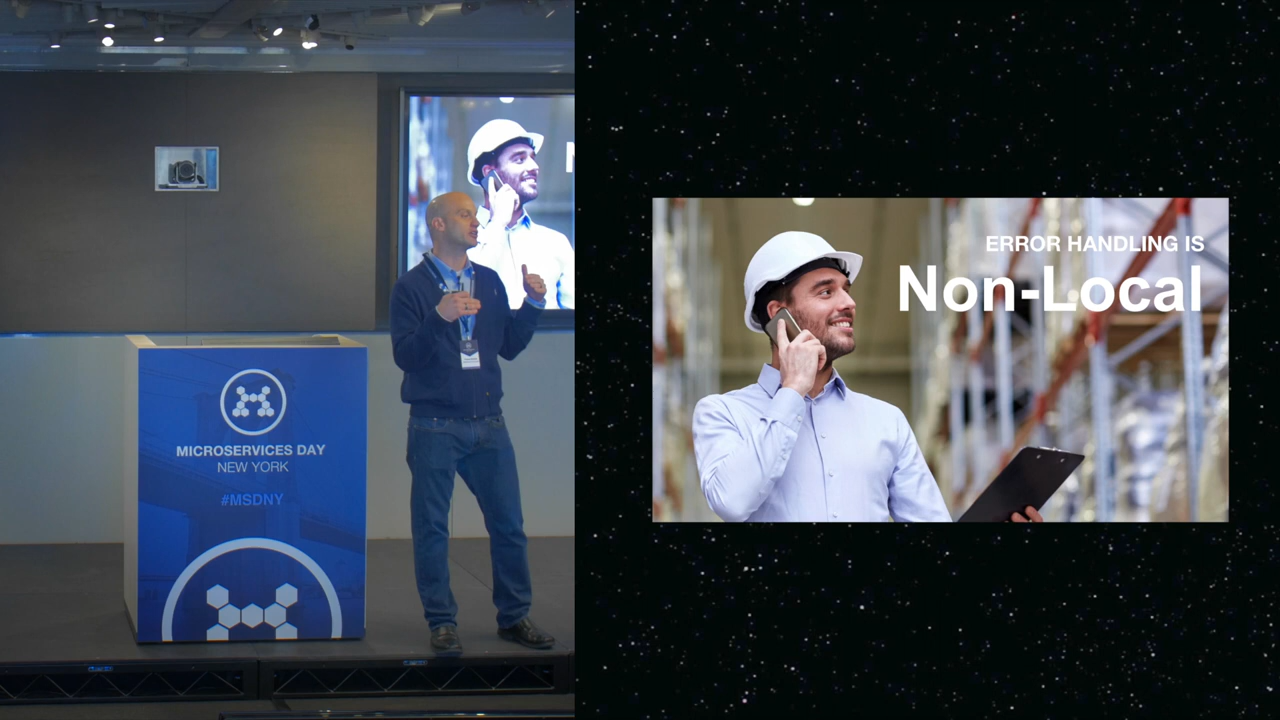 MICROSERVICES DAY
NEW YORK
#MSDNY
ERROR HANDLING IS
Non-Local